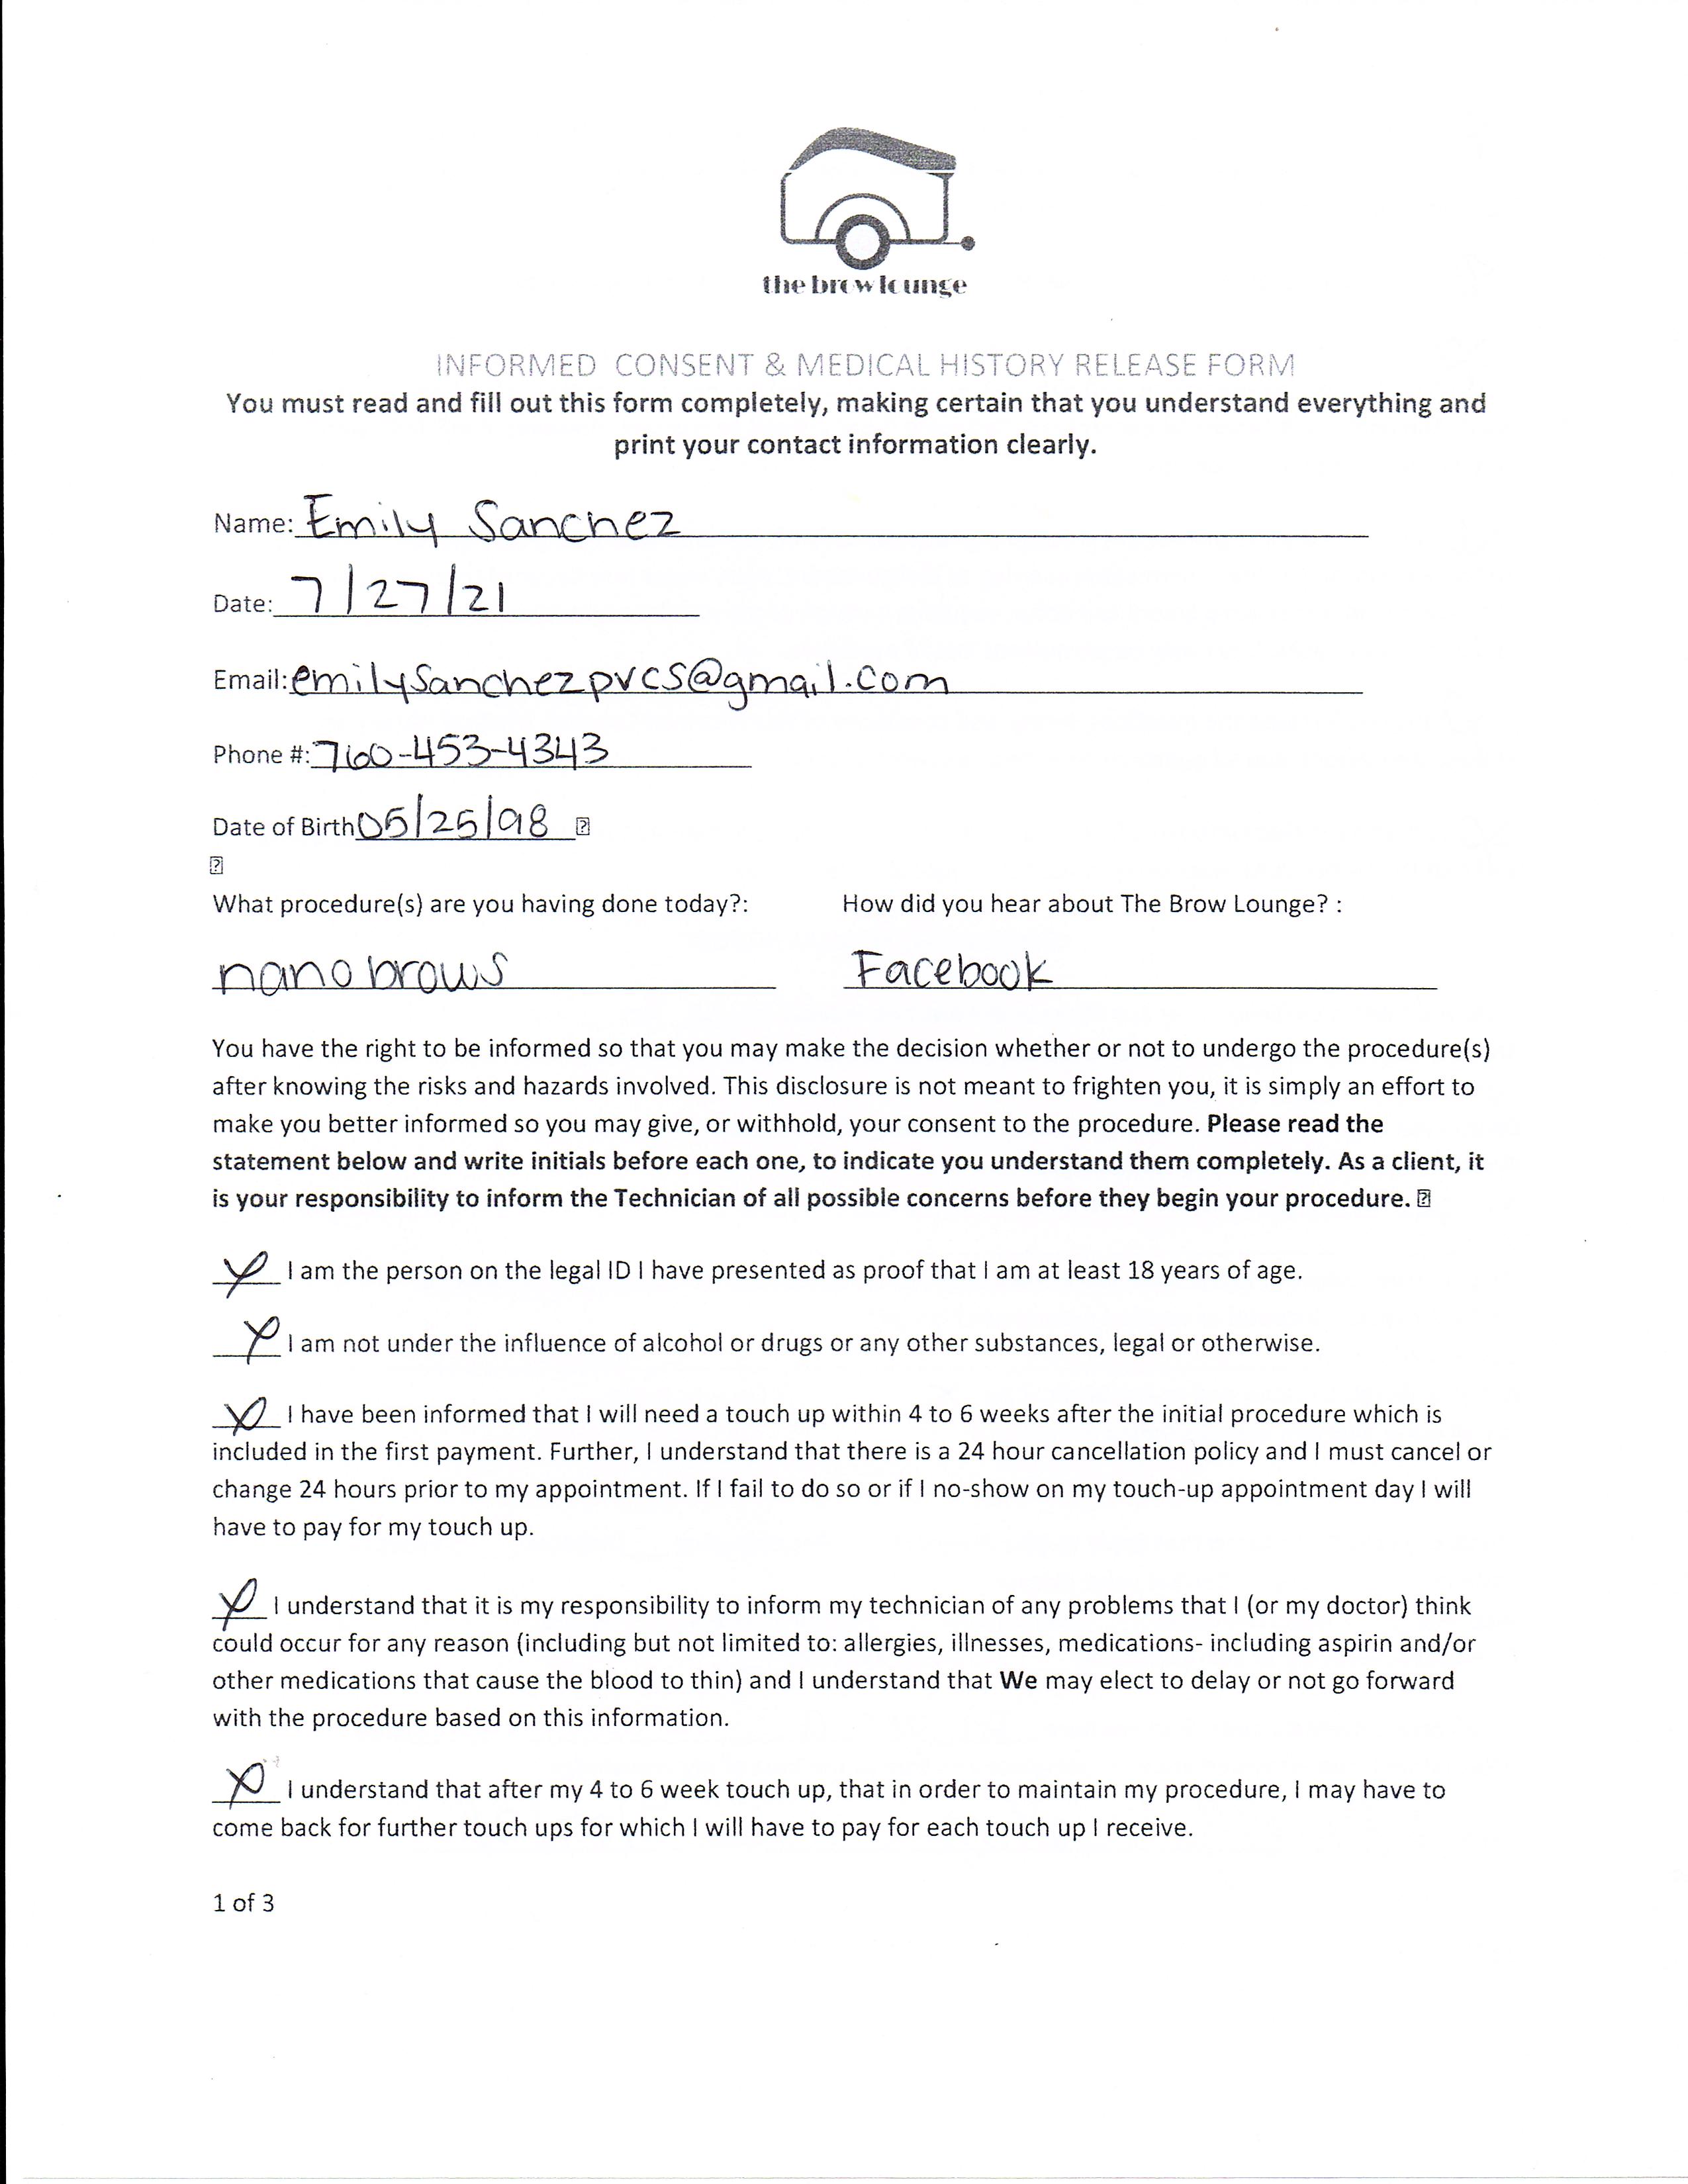 the brow lounge
INFORMED CONSENT & MEDICAL HISTORY RELEASE FORM
You must read and fill out this form completely, making certain that you understand everything and
print your contact information clearly.
Name: Emily Sanchez
Date: 7/27/21
Email: emilysanchezpvcs@gmail.com
Phone #: 760-453-4343
Date of Birth 05/25/98
What procedure(s) are you having done today?: How did you hear about The Brow Lounge? :
nano brows Facebook
You have the right to be informed so that you may make the decision whether or not to undergo the procedure(s)
after knowing the risks and hazards involved. This disclosure is not meant to frighten you, it is simply an effort to
make you better informed so you may give, or withhold, your consent to the procedure. Please read the
statement below and write initials before each one, to indicate you understand them completely. As a client, it
is your responsibility to inform the Technician of all possible concerns before they begin your procedure.
I am the person on the legal ID I have presented as proof that I am at least 18 years of age.
I am not under the influence of alcohol or drugs or any other substances, legal or otherwise.
I have been informed that I will need a touch up within 4 to 6 weeks after the initial procedure which is
included in the first payment. Further, I understand that there is a 24 hour cancellation policy and I must cancel or
change 24 hours prior to my appointment. If I fail to do so or if I no-show on my touch-up appointment day I will
have to pay for my touch up.
I understand that it is my responsibility to inform my technician of any problems that I (or my doctor) think
could occur for any reason (including but not limited to: allergies, illnesses, medications- including aspirin and/or
other medications that cause the blood to thin) and I understand that We may elect to delay or not go forward
with the procedure based on this information.
I understand that after my 4 to 6 week touch up, that in order to maintain my procedure, I may have to
come back for further touch ups for which I will have to pay for each touch up I receive.
1 of 3